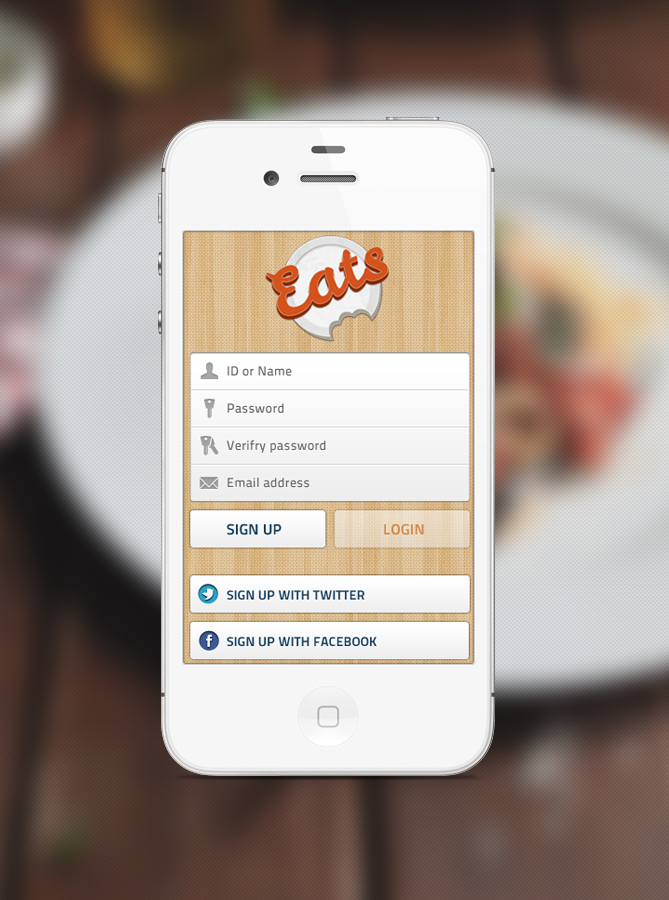 Eats
ID or Name
Password
Verifry password
Email address
SIGN UP
LOGIN
SIGN UP WITH TWITTER
SIGN UP WITH FACEBOOK